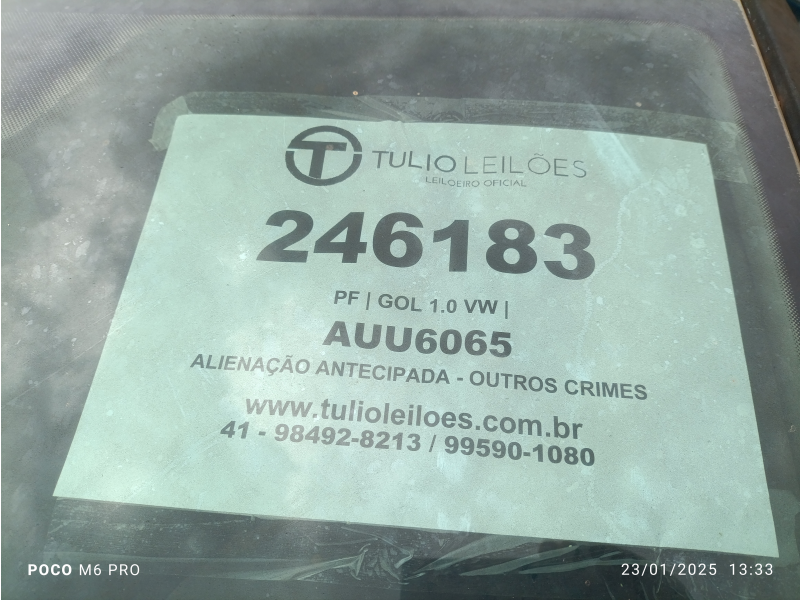 TULIO LEILÕES
LEILOEIRO OFICIAL
246183
PF | GOL 1.0 VW |
AUU6065
ALIENAÇÃO ANTECIPADA - OUTROS CRIMES
www.tulioleiloes.com.br
41 - 98492-8213 / 99590-1080
POCO M6 PRO
23/01/2025 13:33